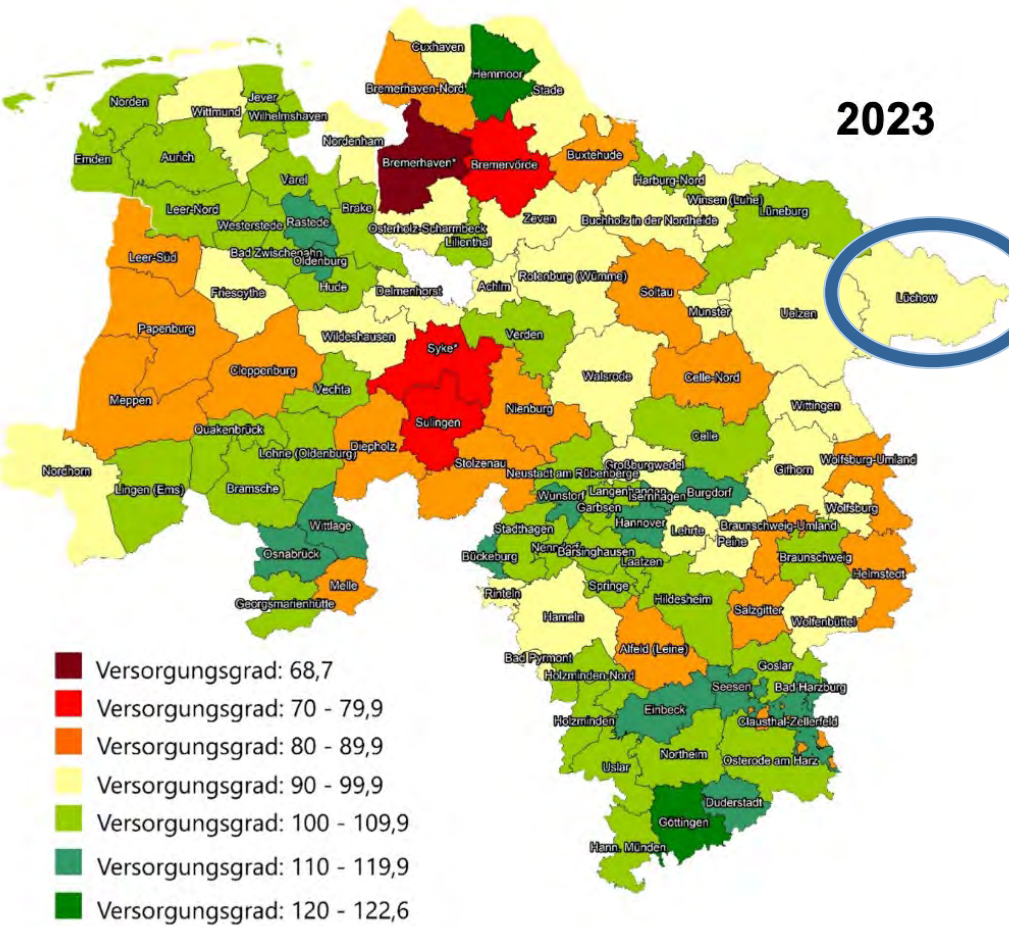 Cuxhaven
Hemmoor
Bremerhaven-Nord
Stade
2023
Norden
Jever
Wittmund
Wilhelmshaven
Nordenham
Bremerhaven*
Bremervörde
Buxtehude
Emden
Aurich
Varel
Harburg-Nord
Winsen (Luhe)
Lüneburg
Leer-Nord
Brake
Westerstede
Rastede
Osterholz-Scharmbeck
Zeven
Buchholz in der Nordheide
Lilienthal
Bad Zwischenahn
Oldenburg
Leer-Süd
Hude
Friesoythe
Delmenhorst
Achim
Rotenburg (Wümme)
Soltau
Munster
Uelzen
Lüchow
Papenburg
Wildeshausen
Syke*
Verden
Cloppenburg
Walsrode
Celle-Nord
Vechta
Meppen
Nienburg
Wittingen
Sulingen
Quakenbrück
Diepholz
Celle
Lohne (Oldenburg)
Nordhorn
Stolzenau
Großburgwedel
Gifhorn
Wolfsburg-Umland
Neustadt am Rübenberge
Lingen (Ems)
Bramsche
Langenhagen
Isernhagen
Burgdorf
Wunstorf
Garbsen
Wolfsburg
Wittlage
Hannover
Stadthagen
Lehrte
Braunschweig-Umland
Peine
Osnabrück
Bückeburg
Nenndorf
Barsinghausen
Laatzen
Braunschweig
Helmstedt
Melle
Rinteln
Springe
Hildesheim
Georgsmarienhütte
Salzgitter
Hameln
Wolfenbüttel
Alfeld (Leine)
Bad Pyrmont
Holzminden-Nord
Goslar
Seesen
Bad Harzburg
Einbeck
Holzminden
Clausthal-Zellerfeld
Northeim
Osterode am Harz
Uslar
Duderstadt
Göttingen
Hann. Münden
Versorgungsgrad: 68,7
Versorgungsgrad: 70 - 79,9
Versorgungsgrad: 80 - 89,9
Versorgungsgrad: 90 - 99,9
Versorgungsgrad: 100 - 109,9
Versorgungsgrad: 110 - 119,9
Versorgungsgrad: 120 - 122,6